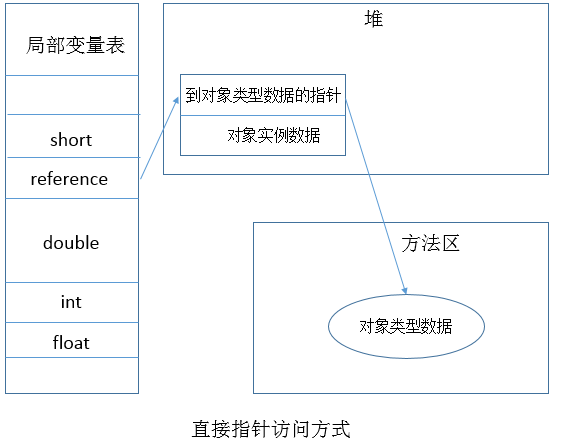 局部变量表
short
reference
double
int
float
堆
到对象类型数据的指针
对象实例数据
方法区
对象类型数据
直接指针访问方式